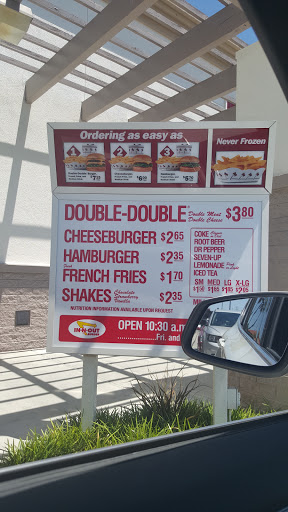 Ordering as easy as
Never Frozen
1
2
3
DOUBLE-DOUBLE Double Meat Double Cheese $3 80
CHEESEBURGER $2 65
HAMBURGER $2 35
Fresh
FRENCH FRIES $1 70
SHAKES Chocolate Strawberry Vanilla $2 35
NUTRITION INFORMATION AVAILABLE UPON REQUEST
COKE
ROOT BEER
DR PEPPER
SEVEN-UP
LEMONADE
ICED TEA
SM MED LG X-LG
IN-N-OUT
OPEN 10:30 a.m
Fri. and